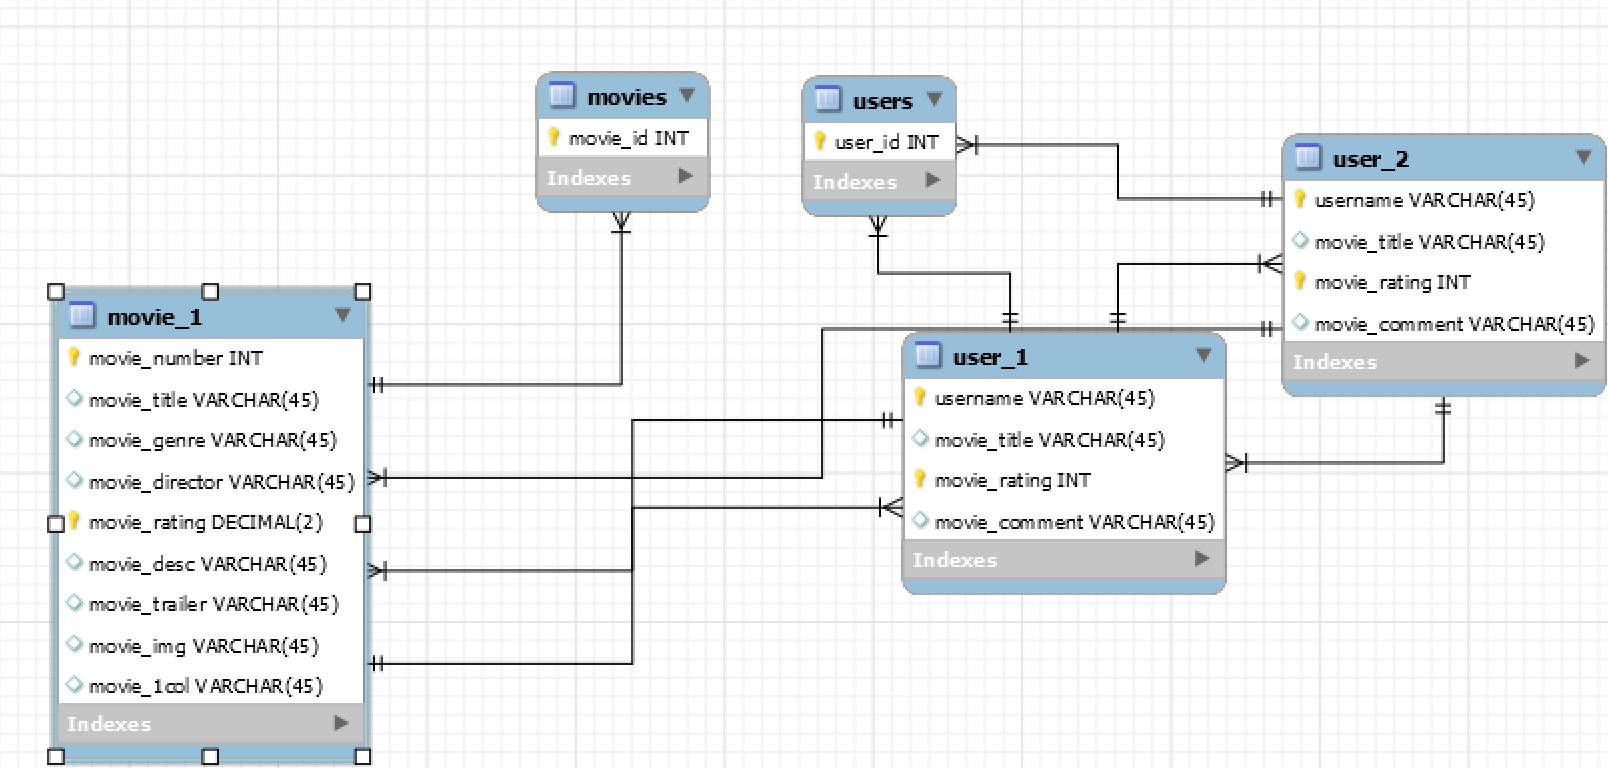 movies
movie_id INT
Indexes
users
user_id INT
Indexes
user_2
username VARCHAR(45)
movie_title VARCHAR(45)
movie_rating INT
movie_comment VARCHAR(45)
Indexes
movie_1
movie_number INT
movie_title VARCHAR(45)
movie_genre VARCHAR(45)
movie_director VARCHAR(45)
movie_rating DECIMAL(2)
movie_desc VARCHAR(45)
movie_trailer VARCHAR(45)
movie_img VARCHAR(45)
movie_1col VARCHAR(45)
Indexes
user_1
username VARCHAR(45)
movie_title VARCHAR(45)
movie_rating INT
movie_comment VARCHAR(45)
Indexes